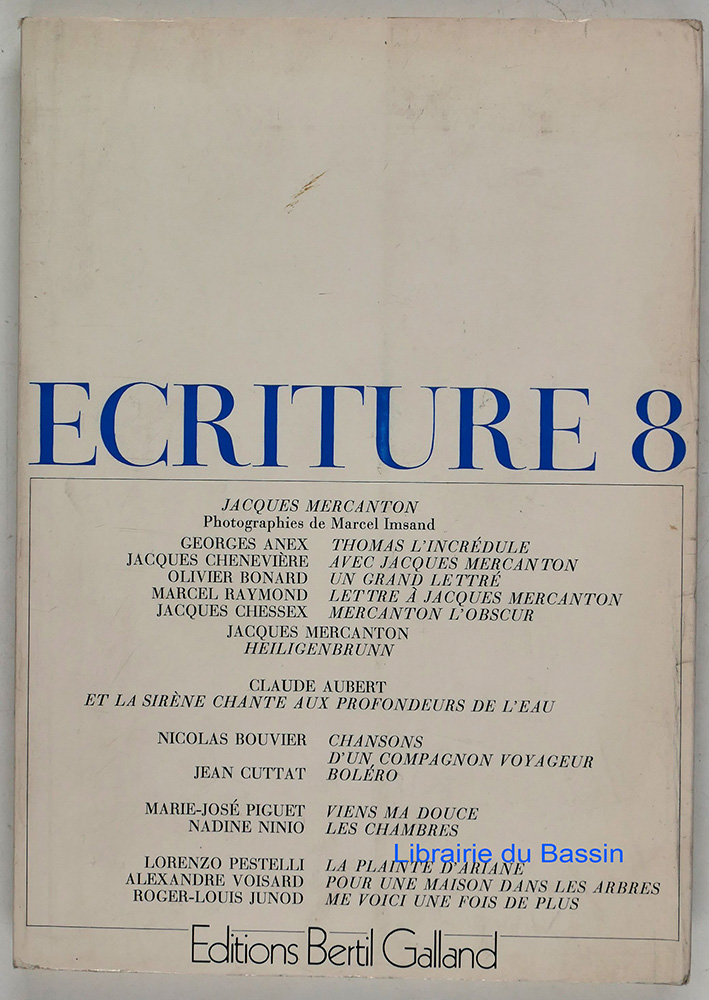 ECRITURE 8
JACQUES MERCANTON
Photographies de Marcel Imsand
GEORGES ANEX THOMAS L'INCRÉDULE
JACQUES CHENEVIÈRE AVEC JACQUES MERCANTON
OLIVIER BONARD UN GRAND LETTRÉ
MARCEL RAYMOND LETTRE À JACQUES MERCANTON
JACQUES CHESSEX MERCANTON L'OBSCUR
JACQUES MERCANTON
HEILIGENBRUNN
CLAUDE AUBERT
ET LA SIRÈNE CHANTE AUX PROFONDEURS DE L'EAU
NICOLAS BOUVIER CHANSONS
D'UN COMPAGNON VOYAGEUR
JEAN CUTTAT BOLÉRO
MARIE-JOSÉ PIGUET VIENS MA DOUCE
NADINE NINIO LES CHAMBRES
Librairie du Bassin
LORENZO PESTELLI LA PLAINTE D'ARIANE
ALEXANDRE VOISARD POUR UNE MAISON DANS LES ARBRES
ROGER-LOUIS JUNOD ME VOICI UNE FOIS DE PLUS
Editions Bertil Galland